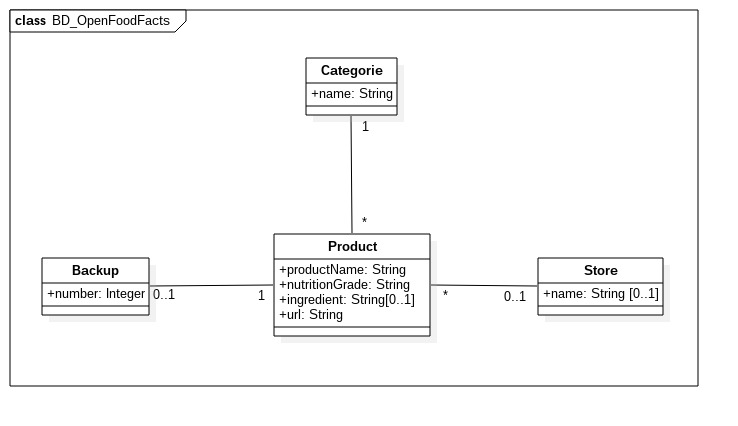 class BD_OpenFoodFacts
Categorie
+name: String
1
*
Product
+productName: String
+nutritionGrade: String
+ingredient: String[0..1]
+url: String
Backup
+number: Integer
0..1
1
Store
+name: String [0..1]
*
0..1